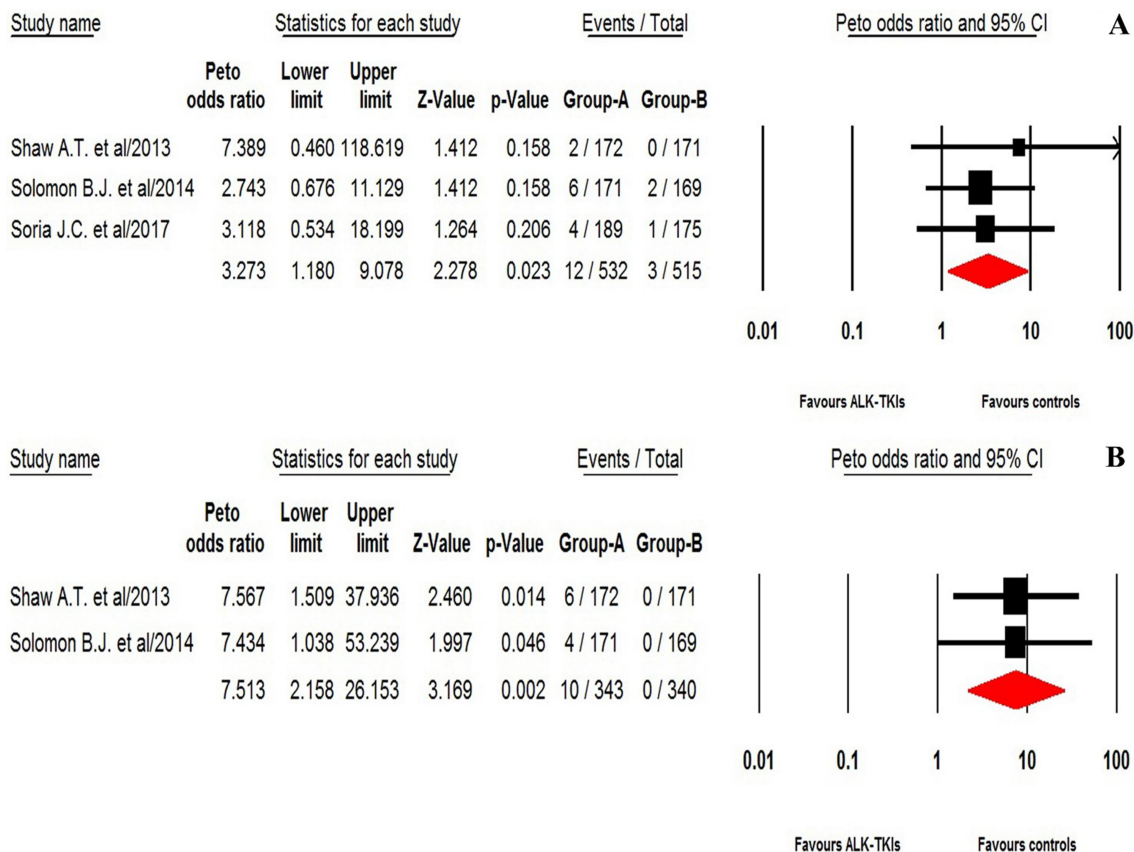 Study name Statistics for each study Events / Total Peto odds ratio and 95% CI A
Peto Lower Upper
odds ratio limit limit Z-Value p-Value Group-A Group-B
Shaw A.T. et al/2013 7.389 0.460 118.619 1.412 0.158 2 / 172 0 / 171
Solomon B.J. et al/2014 2.743 0.676 11.129 1.412 0.158 6 / 171 2 / 169
Soria J.C. et al/2017 3.118 0.534 18.199 1.264 0.206 4 / 189 1 / 175
3.273 1.180 9.078 2.278 0.023 12 / 532 3 / 515
0.01 0.1 1 10 100
Favours ALK-TKIs Favours controls
Study name Statistics for each study Events / Total Peto odds ratio and 95% CI B
Peto Lower Upper
odds ratio limit limit Z-Value p-Value Group-A Group-B
Shaw A.T. et al/2013 7.567 1.509 37.936 2.460 0.014 6 / 172 0 / 171
Solomon B.J. et al/2014 7.434 1.038 53.239 1.997 0.046 4 / 171 0 / 169
7.513 2.158 26.153 3.169 0.002 10 / 343 0 / 340
0.01 0.1 1 10 100
Favours ALK-TKIs Favours controls